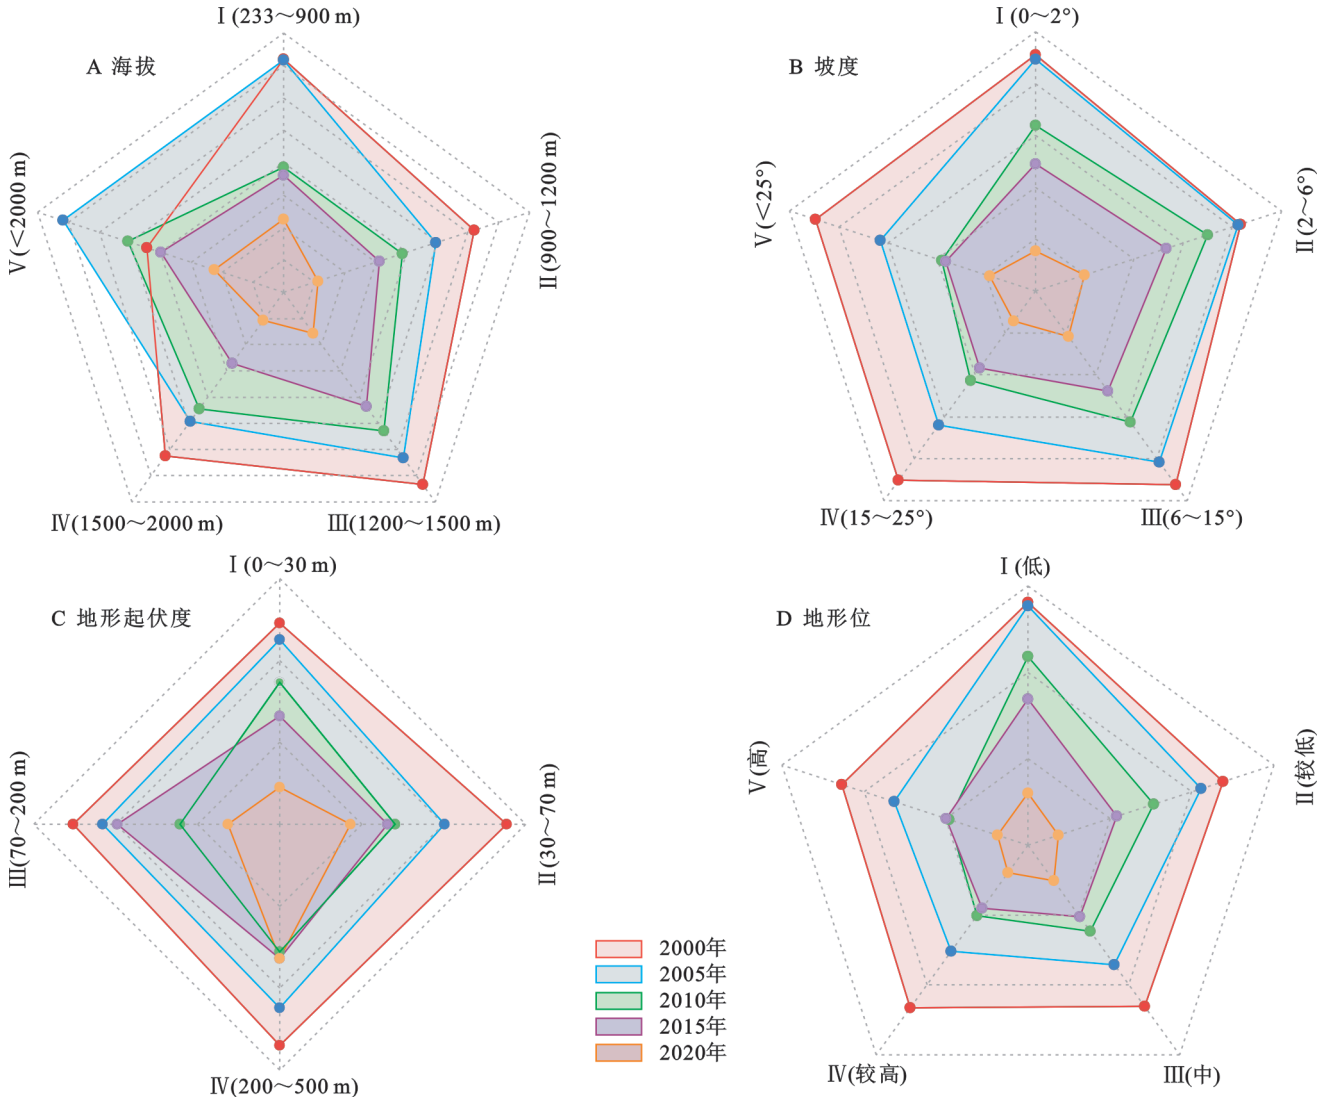 Ⅰ(233～900 m)
A 海拔
Ⅱ(900～1200 m)
Ⅴ(＜2000 m)
Ⅳ(1500～2000 m)
Ⅲ(1200～1500 m)
Ⅰ(0～2°)
B 坡度
Ⅱ(2～6°)
Ⅴ(＜25°)
Ⅳ(15～25°)
Ⅲ(6～15°)
Ⅰ(0～30 m)
C 地形起伏度
Ⅲ(70～200 m)
Ⅱ(30～70 m)
Ⅳ(200～500 m)
Ⅰ(低)
D 地形位
Ⅴ(高)
Ⅱ(较低)
Ⅳ(较高)
Ⅲ(中)
2000年
2005年
2010年
2015年
2020年